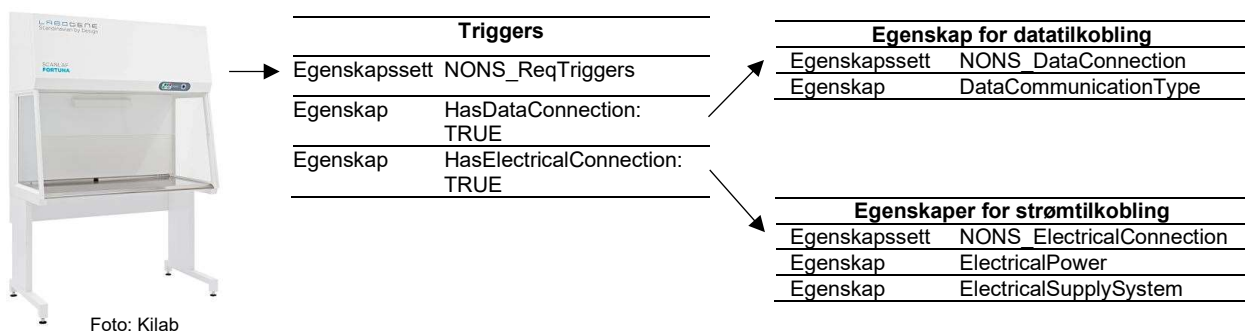 LABOGENE
Scandinavian by Design
SCANLAF
FORTUNA
Foto: Kilab
Triggers
Egenskapssett NONS_ReqTriggers
Egenskap HasDataConnection:
TRUE
Egenskap HasElectricalConnection:
TRUE
Egenskap for datatilkobling
Egenskapssett NONS_DataConnection
Egenskap DataCommunicationType
Egenskaper for strømtilkobling
Egenskapssett NONS_ElectricalConnection
Egenskap ElectricalPower
Egenskap ElectricalSupplySystem